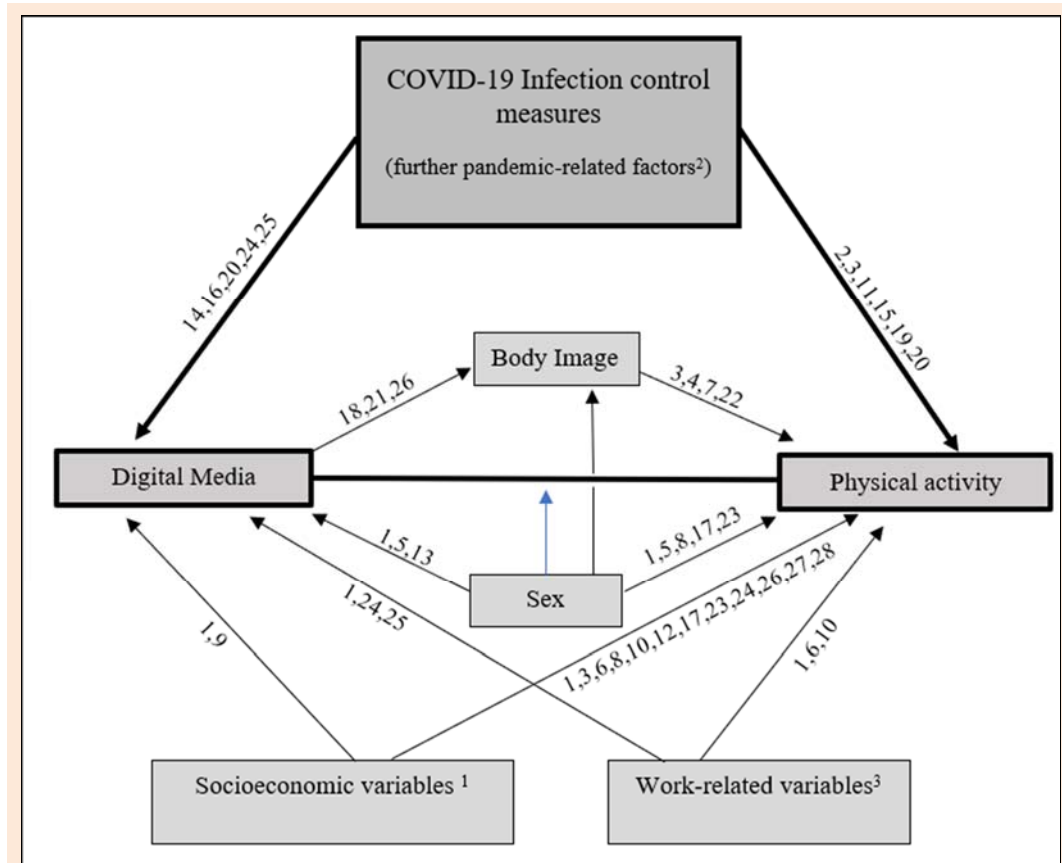 COVID-19 Infection control
measures
(further pandemic-related factors²)
14,16,20,24,25
2,3,11,15,19,20
Body Image
18,21,26
3,4,7,22
Digital Media
Physical activity
1,5,13
1,5,8,17,23
Sex
1,9
1,24,25
1,3,6,8,10,12,17,23,24,26,27,28
1,6,10
Socioeconomic variables ¹
Work-related variables³